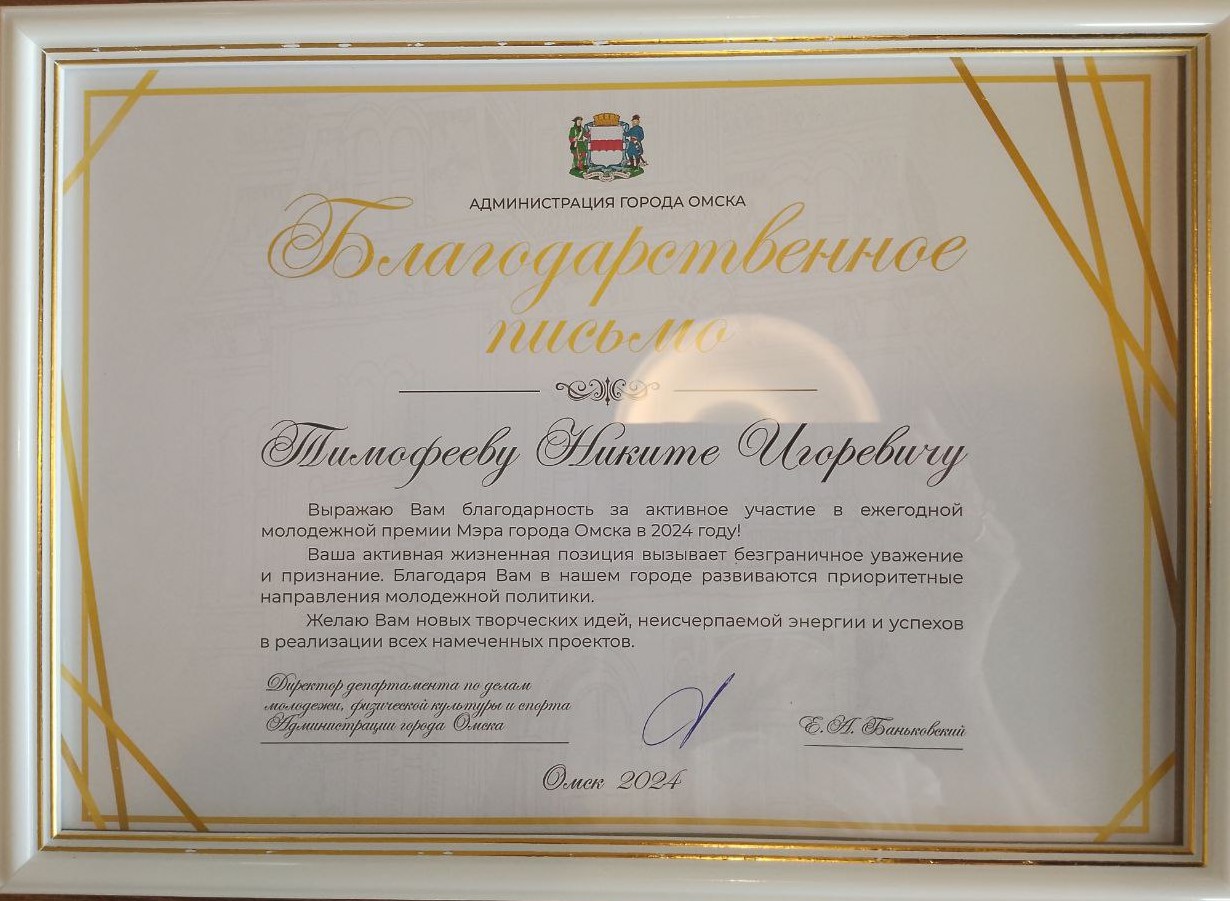 АДМИНИСТРАЦИЯ ГОРОДА ОМСКА
Благодарственное
письмо
Тимофееву Никите Игоревичу
Выражаю Вам благодарность за активное участие в ежегодной
молодежной премии Мэра города Омска в 2024 году!
Ваша активная жизненная позиция вызывает безграничное уважение
и признание. Благодаря Вам в нашем городе развиваются приоритетные
направления молодежной политики.
Желаю Вам новых творческих идей, неисчерпаемой энергии и успехов
в реализации всех намеченных проектов.
Директор департамента по делам
молодежи, физической культуры и спорта
Администрации города Омска
Е.А. Баньковский
Омск 2024